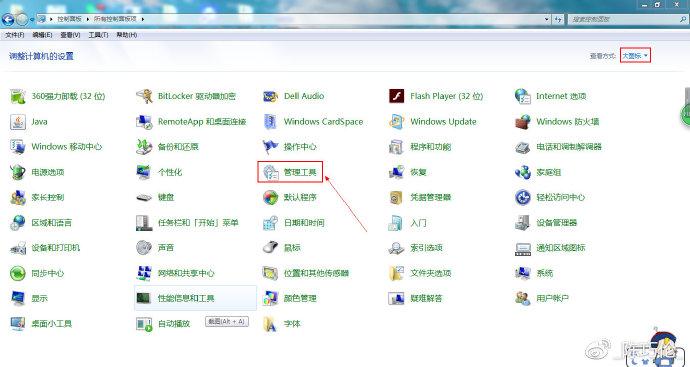 控制面板 ▸ 所有控制面板项 ▸
搜索控制面板
文件(F) 编辑(E) 查看(V) 工具(T) 帮助(H)
调整计算机的设置
查看方式: 大图标
360强力卸载 (32 位) BitLocker 驱动器加密 Dell Audio Flash Player (32 位) Internet 选项
Java RemoteApp 和桌面连接 Windows CardSpace Windows Update Windows 防火墙
Windows 移动中心 备份和还原 操作中心 程序和功能 电话和调制解调器
电源选项 个性化 管理工具 恢复 家庭组
家长控制 键盘 默认程序 凭据管理器 轻松访问中心
区域和语言 任务栏和「开始」菜单 日期和时间 入门 设备管理器
设备和打印机 声音 鼠标 索引选项 通知区域图标
同步中心 网络和共享中心 位置和其他传感器 文件夹选项 系统
显示 性能信息和工具 颜色管理 疑难解答 用户帐户
桌面小工具 自动播放 截图(Alt + A) 字体